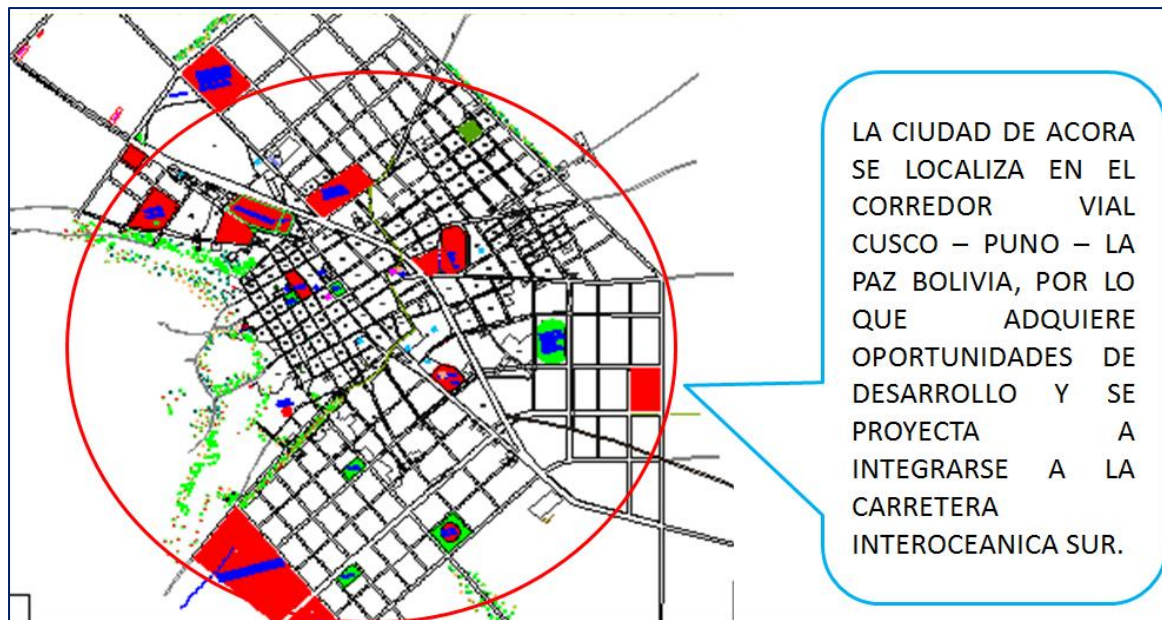 LA CIUDAD DE ACORA
SE LOCALIZA EN EL
CORREDOR VIAL
CUSCO – PUNO – LA
PAZ BOLIVIA, POR LO
QUE ADQUIERE
OPORTUNIDADES DE
DESARROLLO Y SE
PROYECTA A
INTEGRARSE A LA
CARRETERA
INTEROCEANICA SUR.